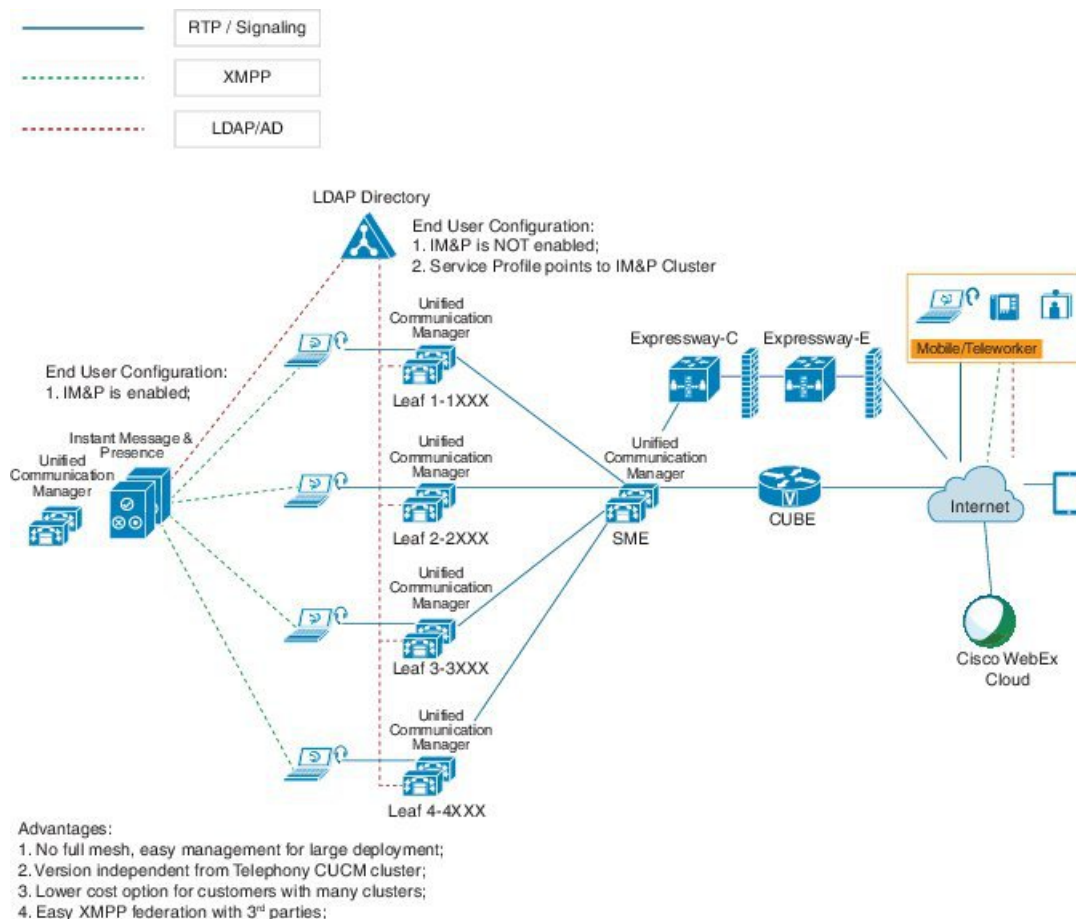 RTP / Signaling
XMPP
LDAP/AD
LDAP Directory
End User Configuration:
1. IM&P is NOT enabled;
2. Service Profile points to IM&P Cluster
Unified
Communication
Manager
Leaf 1-1XXX
Expressway-C
Expressway-E
Mobile/Teleworker
End User Configuration:
1. IM&P is enabled;
Instant Message &
Presence
Unified
Communication
Manager
Unified
Communication
Manager
Leaf 2-2XXX
Unified
Communication
Manager
SME
CUBE
Internet
Unified
Communication
Manager
Leaf 3-3XXX
Cisco WebEx
Cloud
Unified
Communication
Manager
Leaf 4-4XXX
Advantages:
1. No full mesh, easy management for large deployment;
2. Version independent from Telephony CUCM cluster;
3. Lower cost option for customers with many clusters;
4. Easy XMPP federation with 3rd parties;